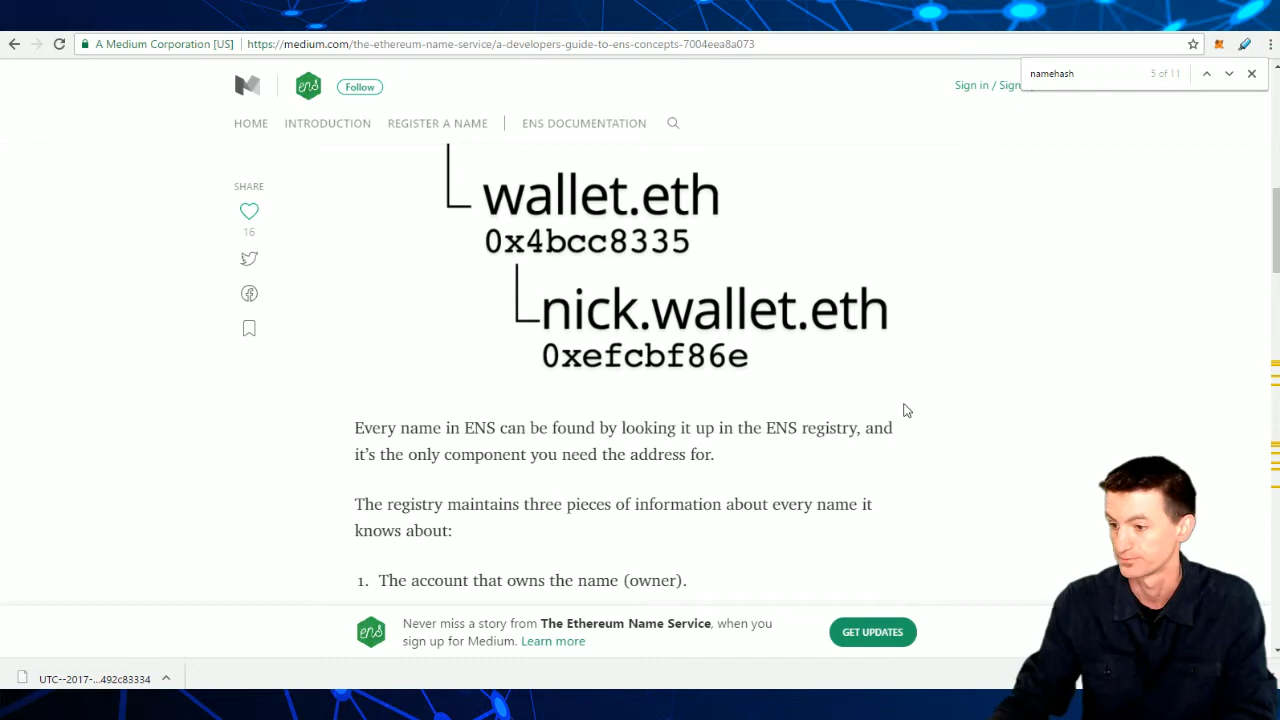 A Medium Corporation [US]
https://medium.com/the-ethereum-name-service/a-developers-guide-to-ens-concepts-7004eea8a073
namehash
5 of 11
ens
Follow
Sign in / Sign
HOME
INTRODUCTION
REGISTER A NAME
ENS DOCUMENTATION
SHARE
16
wallet.eth
0x4bcc8335
nick.wallet.eth
0xefcbf86e
Every name in ENS can be found by looking it up in the ENS registry, and
it's the only component you need the address for.
The registry maintains three pieces of information about every name it
knows about:
1. The account that owns the name (owner).
ens
Never miss a story from The Ethereum Name Service, when you
sign up for Medium. Learn more
GET UPDATES
UTC--2017-...492c83334